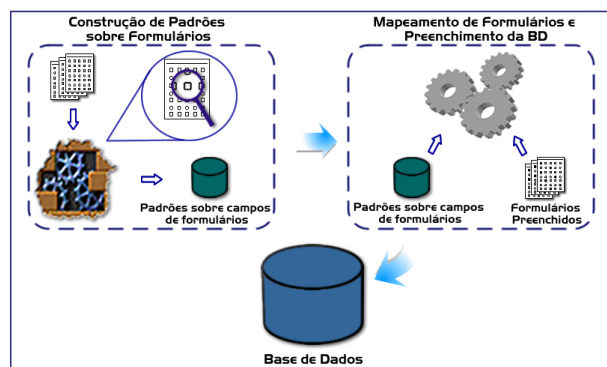 Construção de Padrões
sobre Formulários
Padrões sobre campos
de formulários
Mapeamento de Formulários e
Preenchimento da BD
Padrões sobre campos
de formulários
Formulários
Preenchidos
Base de Dados